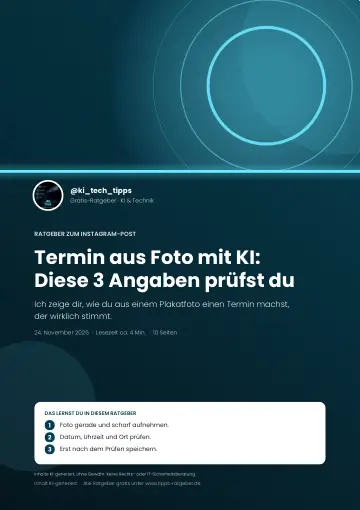 @ki_tech_tipps
Gratis-Ratgeber · KI & Technik
RATGEBER ZUM INSTAGRAM-POST
Termin aus Foto mit KI:
Diese 3 Angaben prüfst du
Ich zeige dir, wie du aus einem Plakatfoto einen Termin machst,
der wirklich stimmt.
24. November 2026 · Lesezeit ca. 4 Min. · 10 Seiten
DAS LERNST DU IN DIESEM RATGEBER
1 Foto gerade und scharf aufnehmen.
2 Datum, Uhrzeit und Ort prüfen.
3 Erst nach dem Prüfen speichern.
Inhalte KI-generiert, ohne Gewähr. Keine Rechts- oder IT-Sicherheitsberatung.
Inhalt KI-generiert · Alle Ratgeber gratis unter www.tipps-ratgeber.de